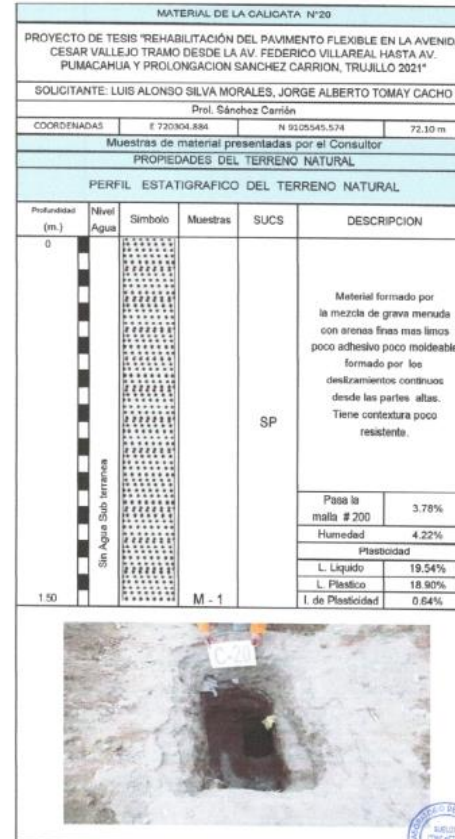 MATERIAL DE LA CALICATA N°20
PROYECTO DE TESIS "REHABILITACIÓN DEL PAVIMENTO FLEXIBLE EN LA AVENID
CESAR VALLEJO TRAMO DESDE LA AV. FEDERICO VILLAREAL HASTA AV.
PUMACAHUA Y PROLONGACION SANCHEZ CARRION, TRUJILLO 2021"
SOLICITANTE: LUIS ALONSO SILVA MORALES, JORGE ALBERTO TOMAY CACHO
Prol. Sánchez Carrión
COORDENADAS E 720304.884 N 9105545.574 72.10 m
Muestras de material presentadas por el Consultor
PROPIEDADES DEL TERRENO NATURAL
PERFIL ESTATIGRAFICO DEL TERRENO NATURAL
Profundidad (m.) Nivel Agua Simbolo Muestras SUCS DESCRIPCION
0
Material formado por
la mezcla de grava menuda
con arenas finas mas limos
poco adhesivo poco moldeable
formado por los
deslizamientos continuos
desde las partes altas.
Tiene contextura poco
resistente.
SP
Sin Agua Sub terranea
Pasa la malla # 200 3.78%
Humedad 4.22%
Plasticidad
L. Liquido 19.54%
L. Plastico 18.90%
1.50 M - 1 I. de Plasticidad 0.64%
C-20